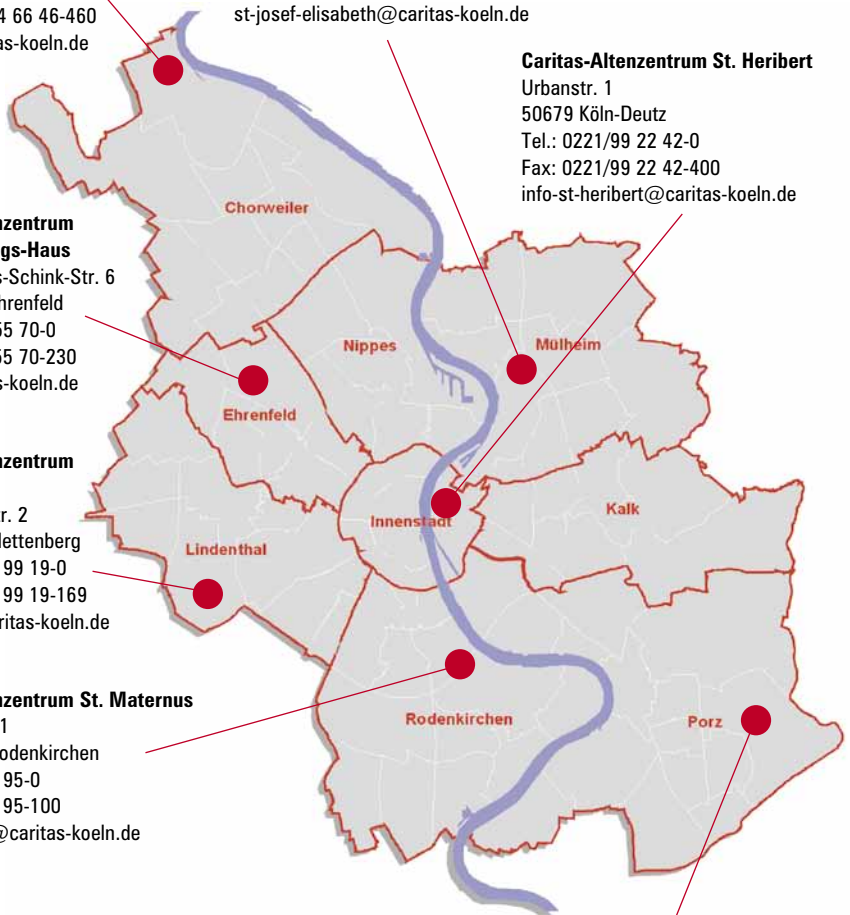 4 66 46-460
as-koeln.de
st-josef-elisabeth@caritas-koeln.de
Caritas-Altenzentrum St. Heribert
Urbanstr. 1
50679 Köln-Deutz
Tel.: 0221/99 22 42-0
Fax: 0221/99 22 42-400
info-st-heribert@caritas-koeln.de
nzentrum
gs-Haus
s-Schink-Str. 6
hrenfeld
55 70-0
55 70-230
s-koeln.de
nzentrum
tr. 2
lettenberg
99 19-0
99 19-169
ritas-koeln.de
nzentrum St. Maternus
1
odenkirchen
95-0
95-100
@caritas-koeln.de
Chorweiler
Nippes
Mülheim
Ehrenfeld
Innenstadt
Kalk
Lindenthal
Rodenkirchen
Porz